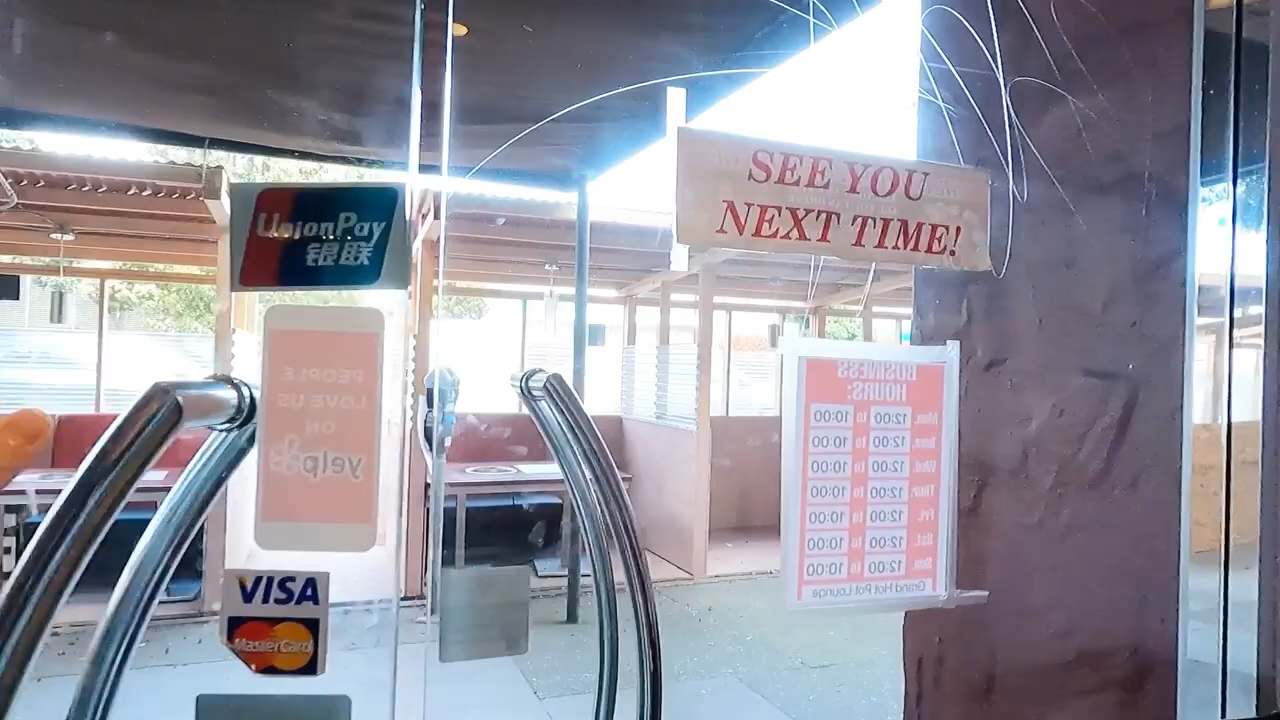 SEE YOU
NEXT TIME!
UnionPay
银联
PEOPLE
LOVE US
ON
yelp
VISA
MasterCard
BUSINESS
HOURS:
Mon. 12:00 to 10:00
Tues. 12:00 to 10:00
Wed. 12:00 to 10:00
Thur. 12:00 to 10:00
Fri. 12:00 to 10:00
Sat. 12:00 to 10:00
Sun. 12:00 to 10:00
Grand Hot Pot Lounge